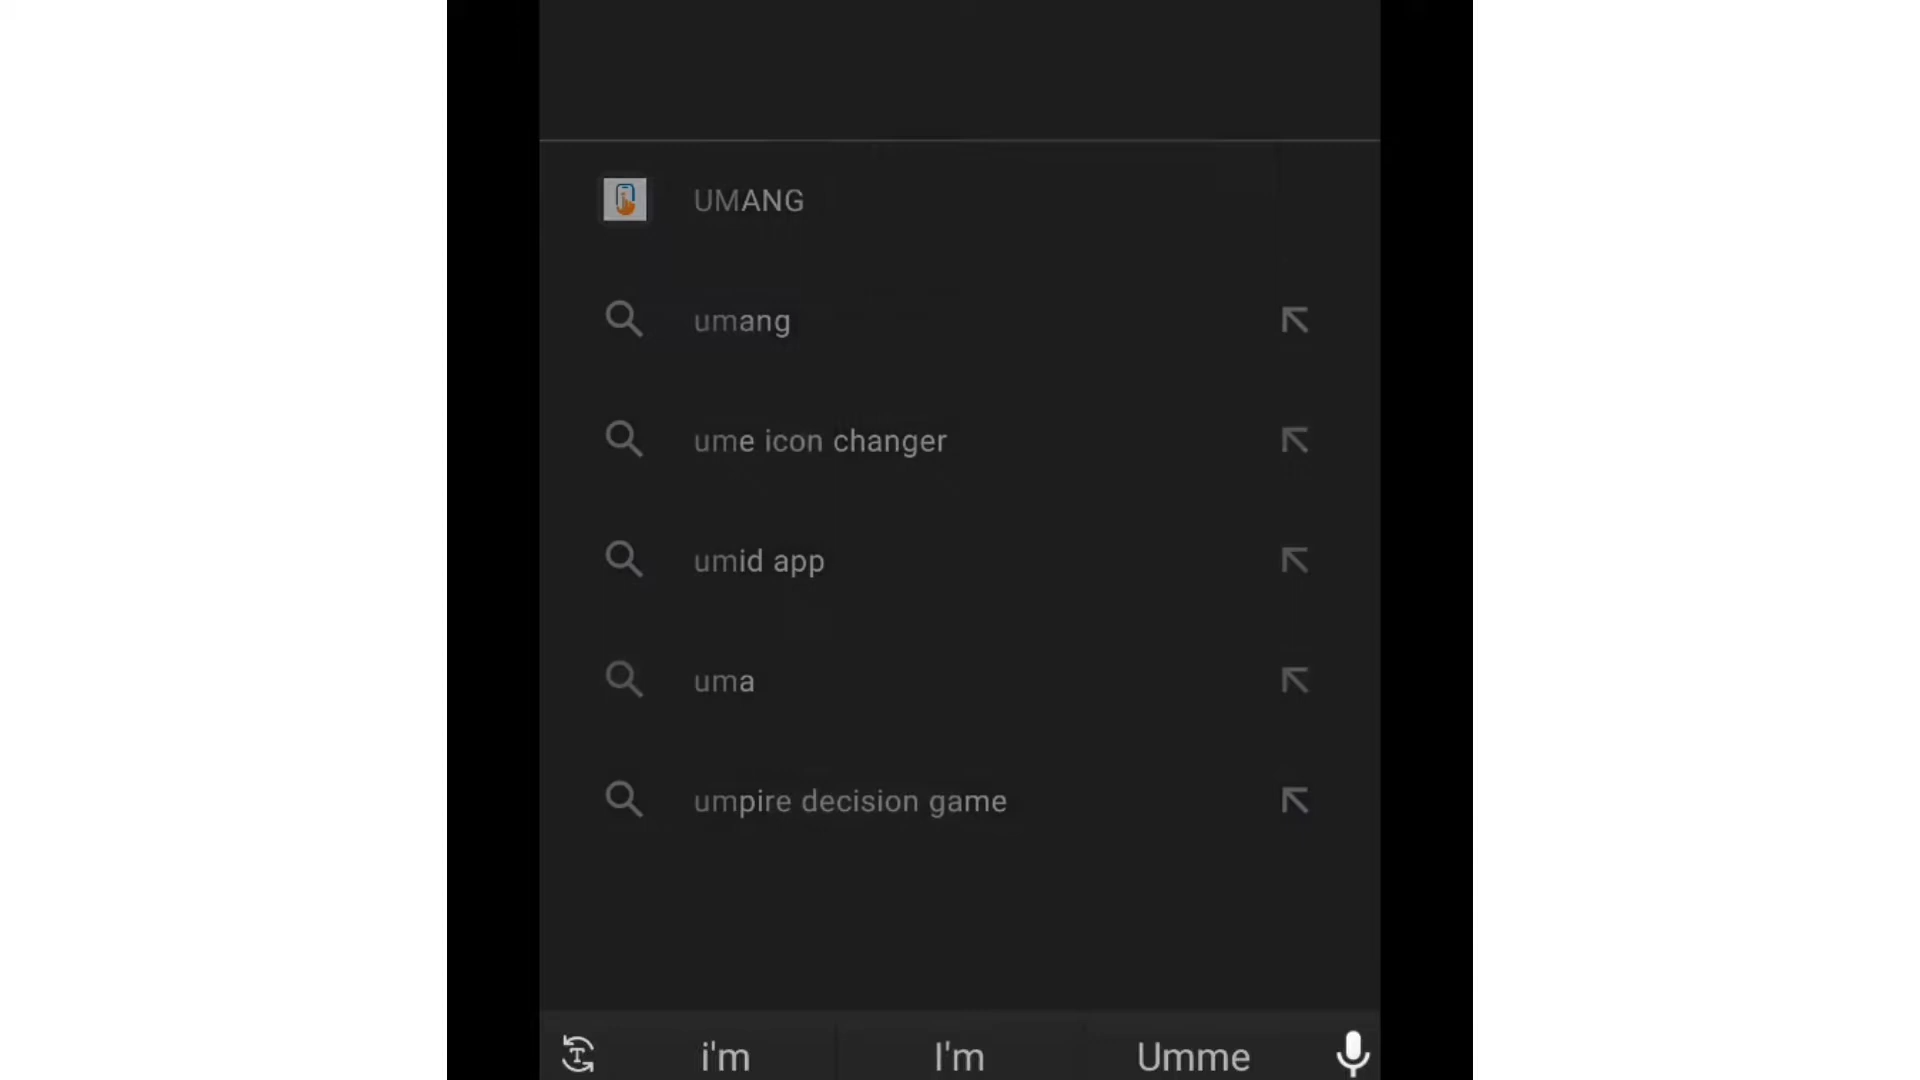 UMANG
umang
ume icon changer
umid app
uma
umpire decision game
i'm I'm Umme